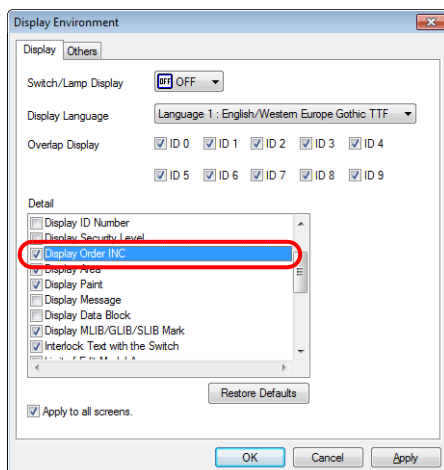 Display Environment
Display Others
Switch/Lamp Display OFF OFF
Display Language Language 1 : English/Western Europe Gothic TTF
Overlap Display ID 0 ID 1 ID 2 ID 3 ID 4
ID 5 ID 6 ID 7 ID 8 ID 9
Detail
Display ID Number
Display Security Level
Display Order INC
Display Area
Display Paint
Display Message
Display Data Block
Display MLIB/GLIB/SLIB Mark
Interlock Text with the Switch
Restore Defaults
Apply to all screens.
OK Cancel Apply